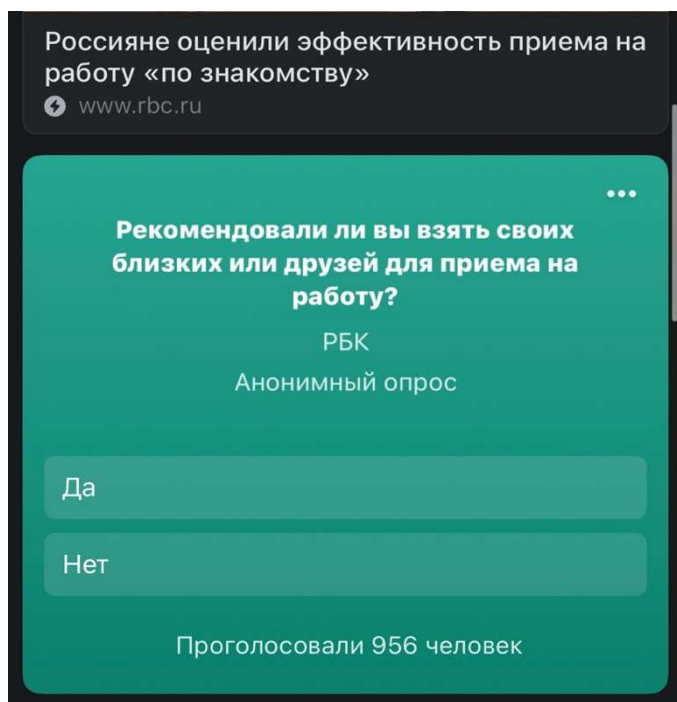 Россияне оценили эффективность приема на
работу «по знакомству»
www.rbc.ru
Рекомендовали ли вы взять своих
близких или друзей для приема на
работу?
РБК
Анонимный опрос
Да
Нет
Проголосовали 956 человек